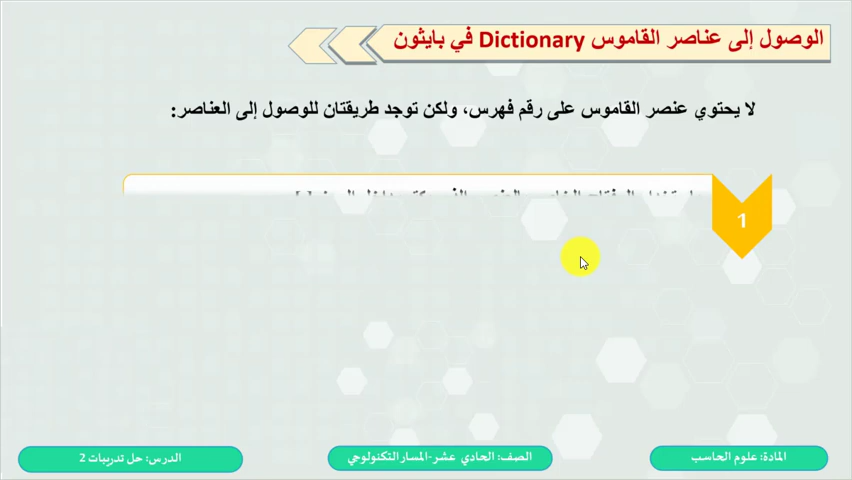 الوصول إلى عناصر القاموس Dictionary في بايثون
لا يحتوي عنصر القاموس على رقم فهرس، ولكن توجد طريقتان للوصول إلى العناصر:
1
المادة: علوم الحاسب
الصف: الحادي عشر-المسار التكنولوجي
الدرس: حل تدريبات 2